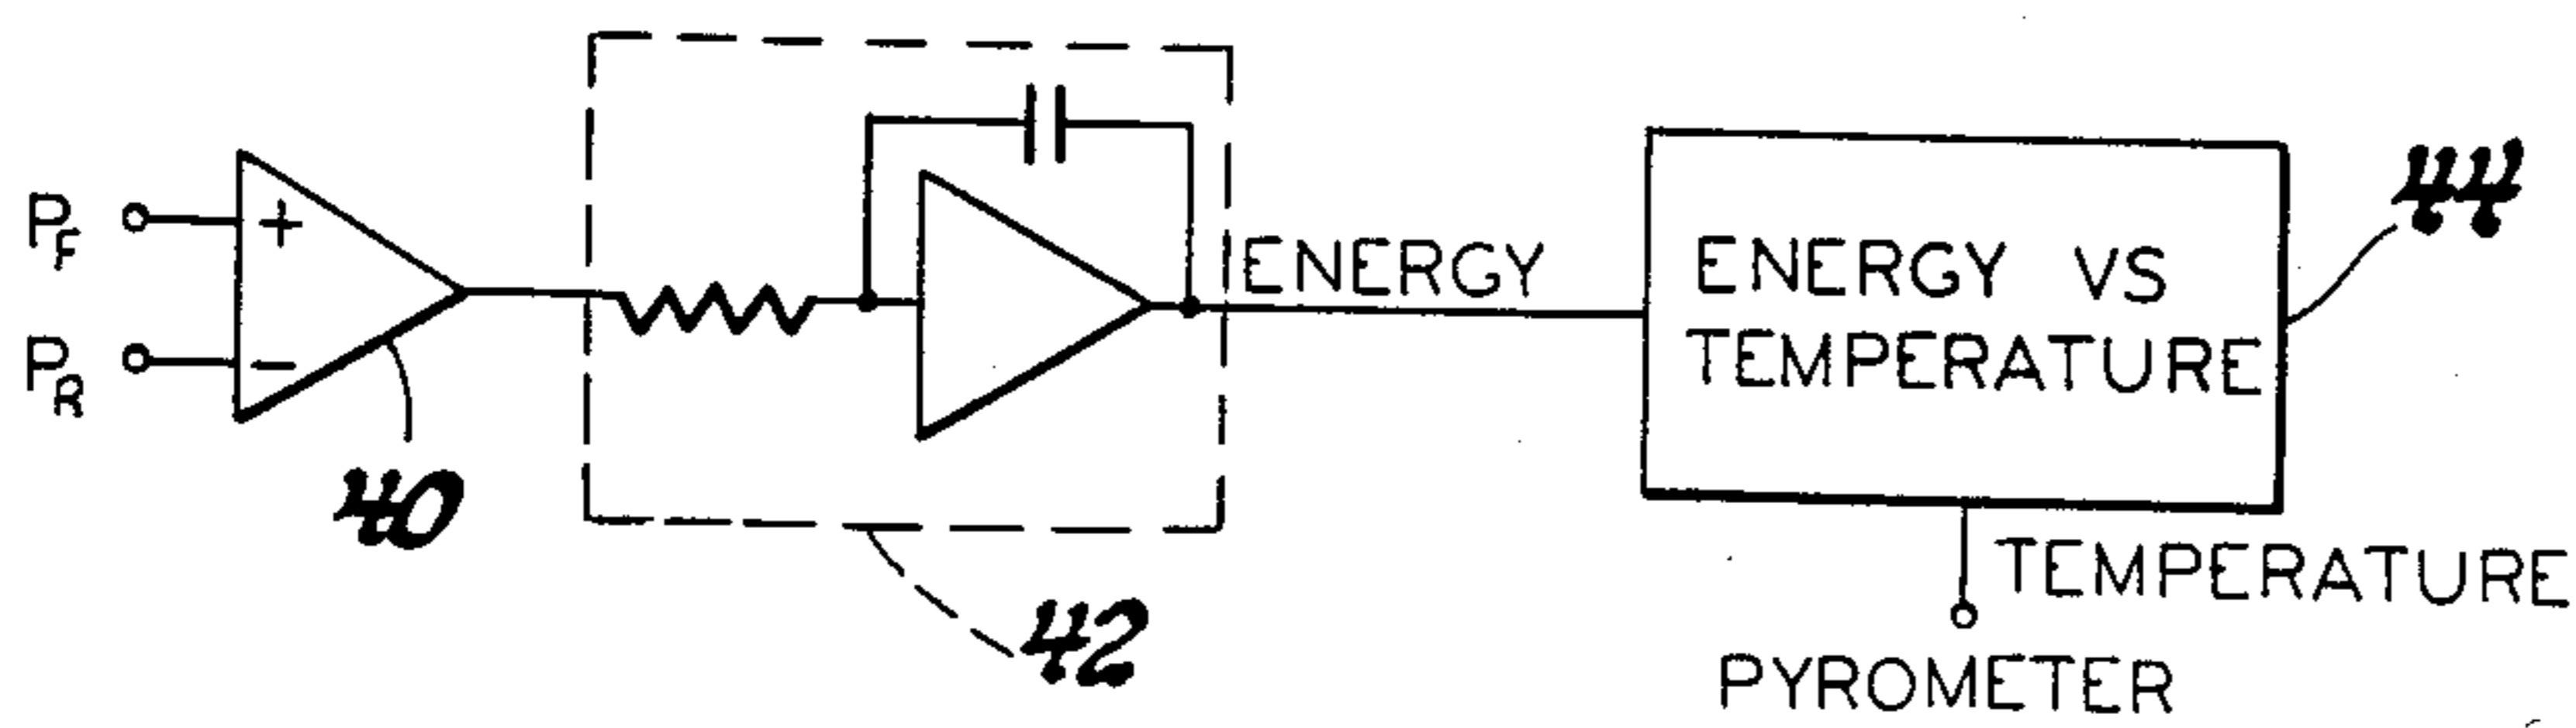 P_F
+
P_R
−
40
42
ENERGY
ENERGY VS
TEMPERATURE
44
TEMPERATURE
PYROMETER